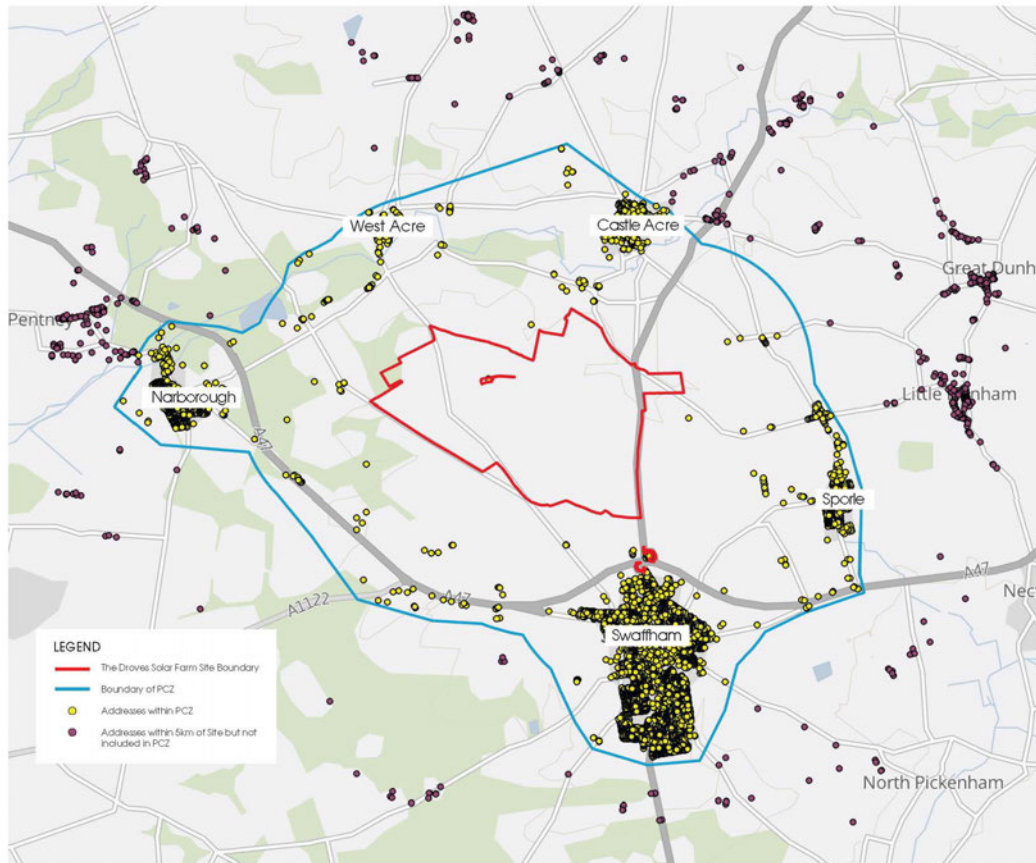 West Acre
Castle Acre
Great Dunh
Pentney
Narborough
A47
Little Dunham
Sporle
A47
Nec
A1122
A47
Swaffham
North Pickenham
LEGEND
The Droves Solar Farm Site Boundary
Boundary of PCZ
Addresses within PCZ
Addresses within 5km of Site but not
included in PCZ